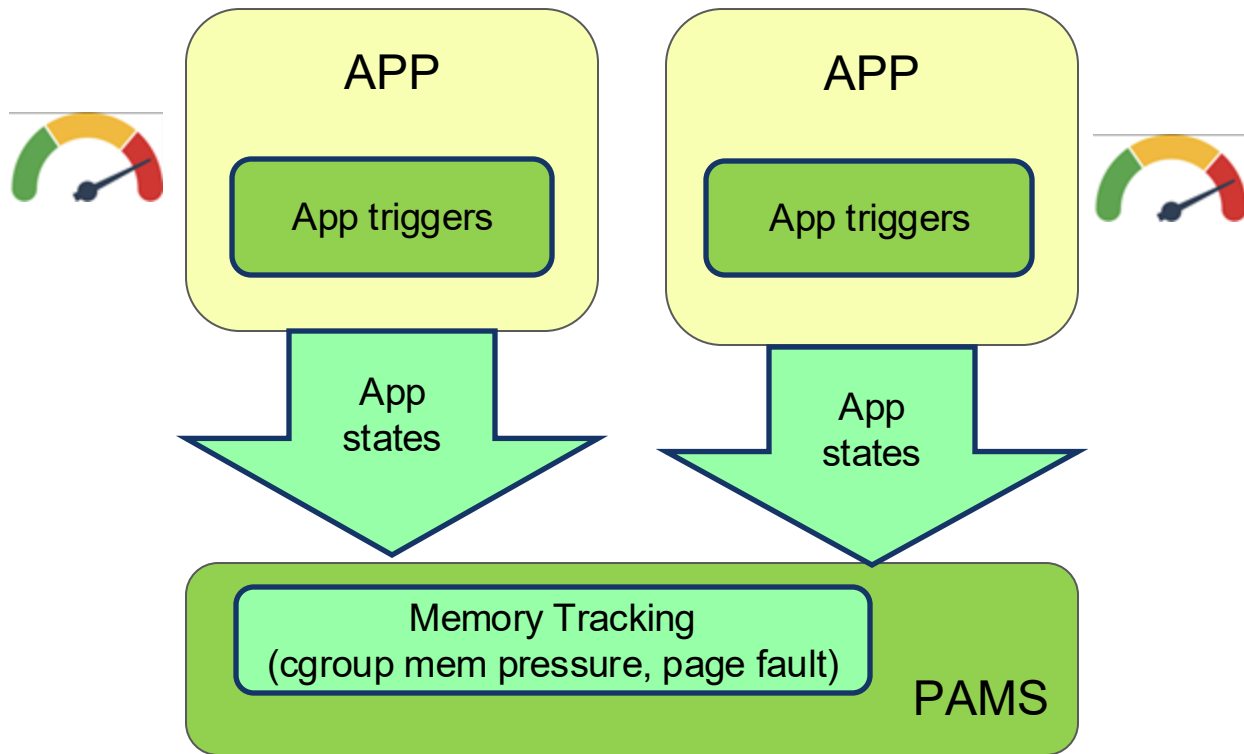 APP
App triggers
App
states
APP
App triggers
App
states
Memory Tracking
(cgroup mem pressure, page fault)
PAMS